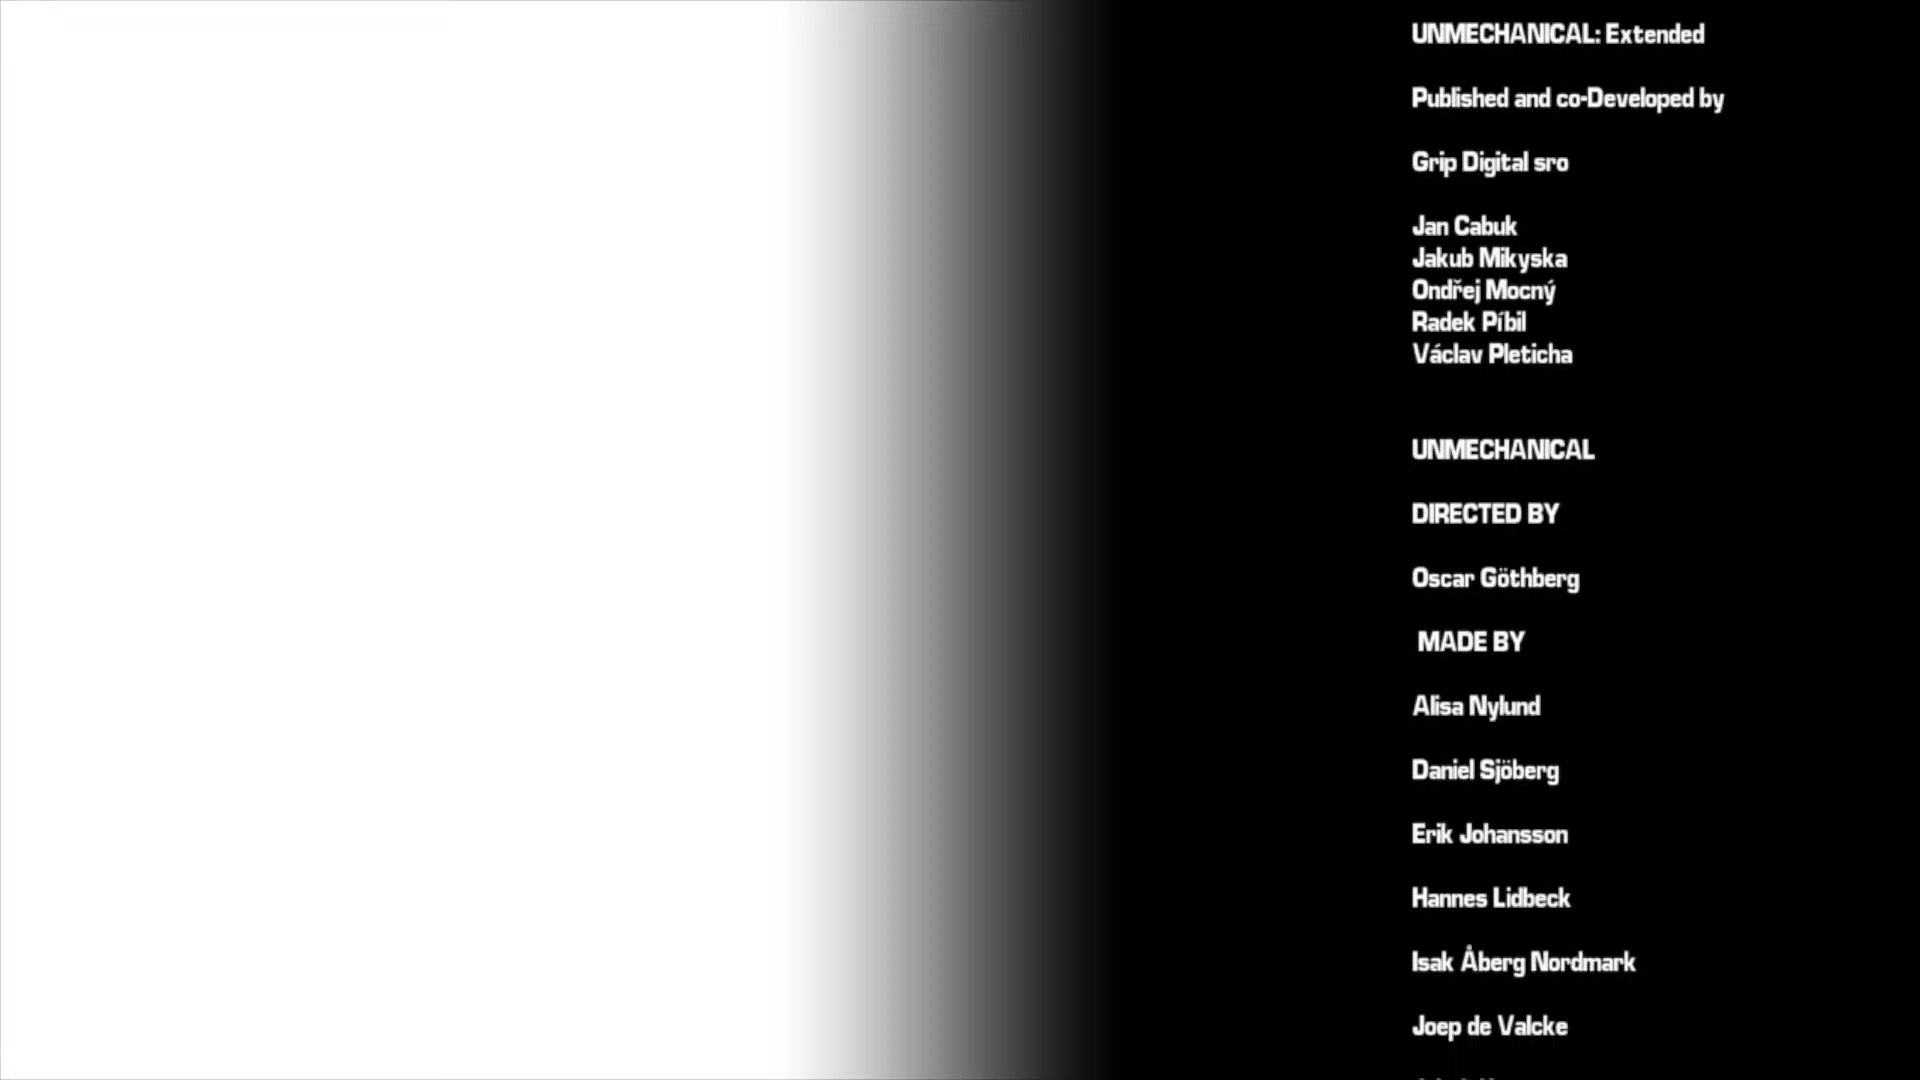 UNMECHANICAL: Extended
Published and co-Developed by
Grip Digital sro
Jan Cabuk
Jakub Mikyska
Ondřej Mocný
Radek Píbil
Václav Pleticha
UNMECHANICAL
DIRECTED BY
Oscar Göthberg
MADE BY
Alisa Nylund
Daniel Sjöberg
Erik Johansson
Hannes Lidbeck
Isak Åberg Nordmark
Joep de Valcke